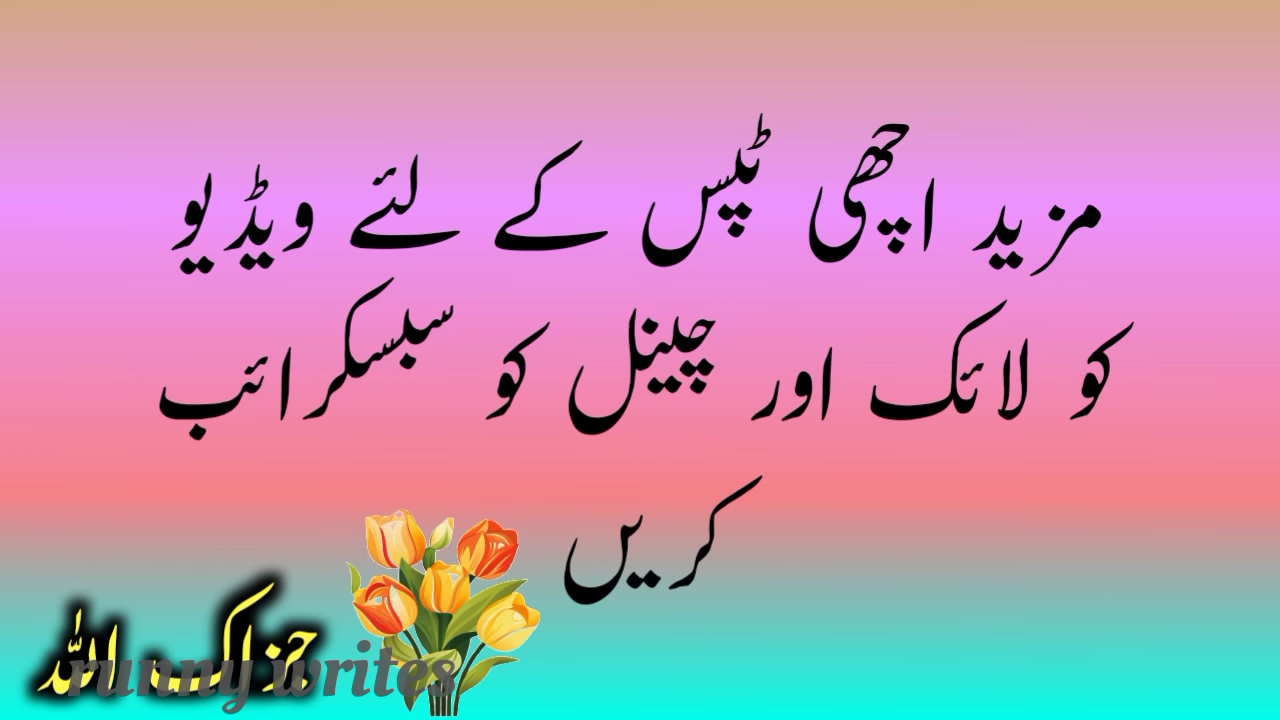 مزید اچھی ٹپس کے لئے ویڈیو
کو لائک اور چینل کو سبسکرائب
کریں
جزاک اللہ
runny writes